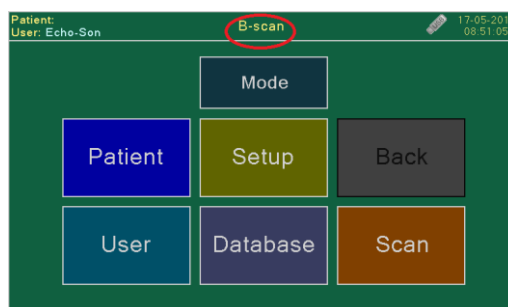 Patient:
User: Echo-Son
B-scan
17-05-201
08:51:05
Mode
Patient Setup Back
User Database Scan